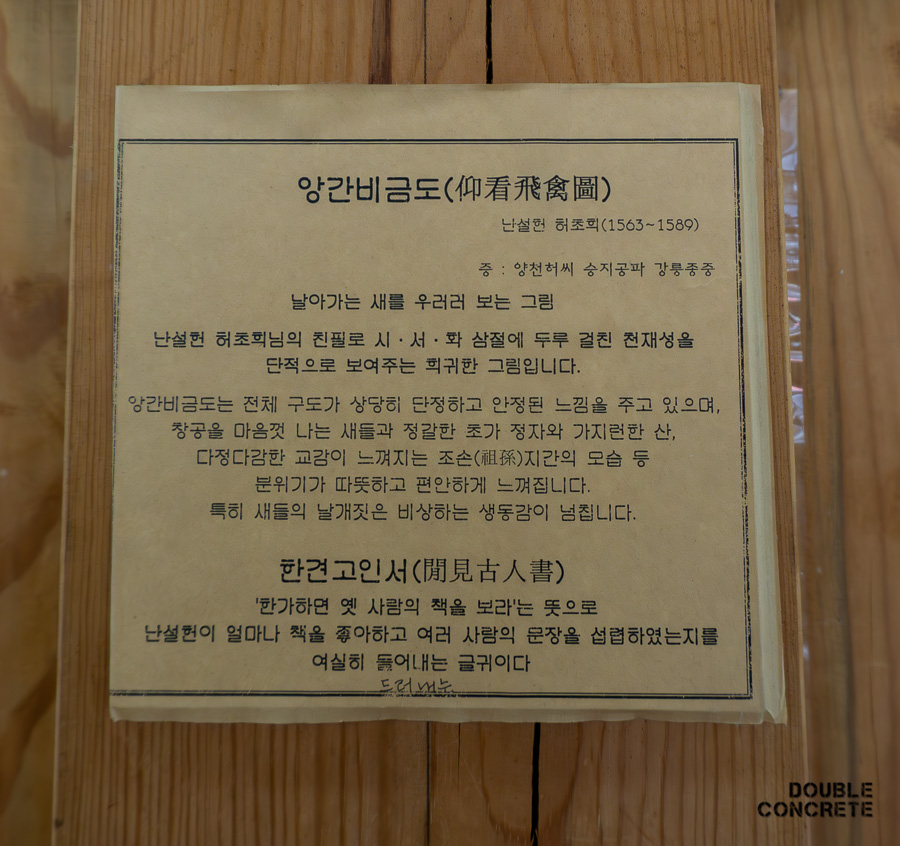 앙간비금도(仰看飛禽圖)
난설헌 허초희(1563~1589)
증 : 양천허씨 승지공파 강릉종중
날아가는 새를 우러러 보는 그림
난설헌 허초희님의 친필로 시·서·화 삼절에 두루 걸친 천재성을
단적으로 보여주는 희귀한 그림입니다.
앙간비금도는 전체 구도가 상당히 단정하고 안정된 느낌을 주고 있으며,
창공을 마음껏 나는 새들과 정갈한 초가 정자와 가지런한 산,
다정다감한 교감이 느껴지는 조손(祖孫)지간의 모습 등
분위기가 따뜻하고 편안하게 느껴집니다.
특히 새들의 날개짓은 비상하는 생동감이 넘칩니다.
한견고인서(閒見古人書)
'한가하면 옛 사람의 책을 보라'는 뜻으로
난설헌이 얼마나 책을 좋아하고 여러 사람의 문장을 섭렵하였는지를
여실히 들어내는 글귀이다
드러내는
DOUBLE
CONCRETE